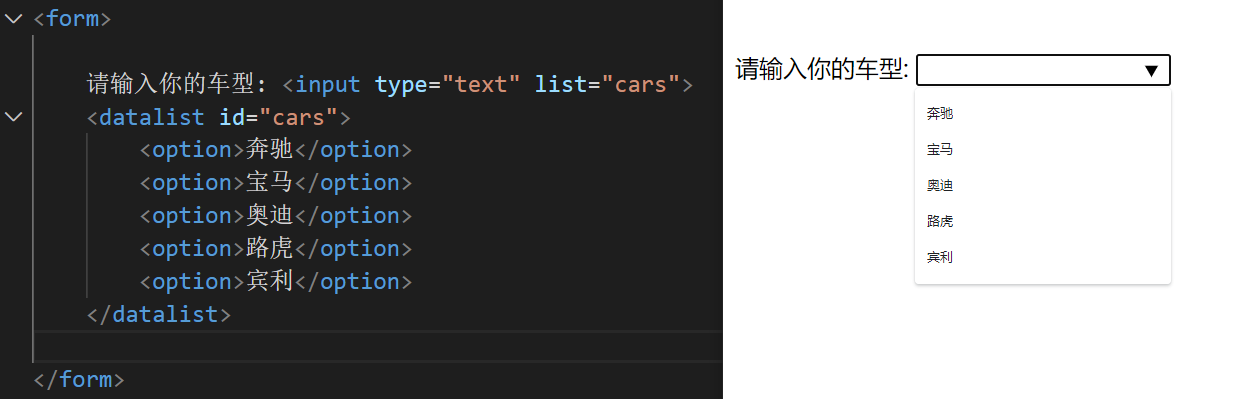 <form>
请输入你的车型: <input type="text" list="cars">
<datalist id="cars">
<option>奔驰</option>
<option>宝马</option>
<option>奥迪</option>
<option>路虎</option>
<option>宾利</option>
</datalist>
</form>
请输入你的车型:
奔驰
宝马
奥迪
路虎
宾利